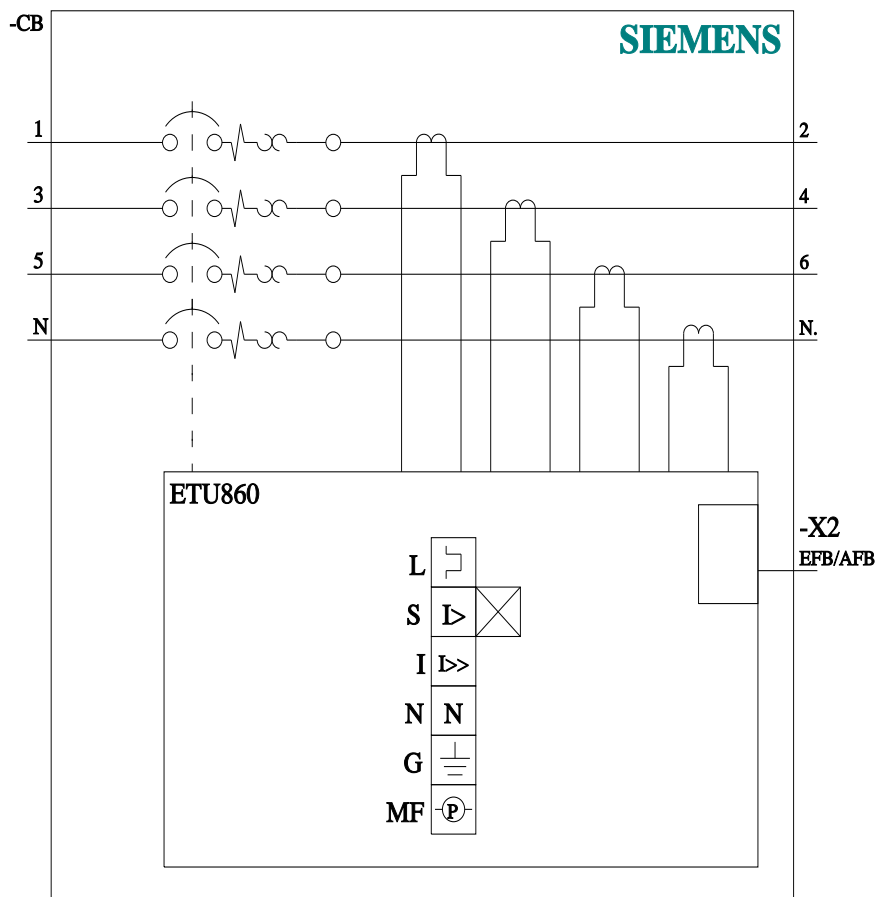 -CB
SIEMENS
1 2
3 4
5 6
N N.
ETU860
-X2
EFB/AFB
L
S I>
I I>>
N N
G
MF P